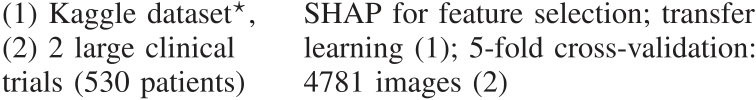 (1) Kaggle dataset⋆,
(2) 2 large clinical
trials (530 patients)
SHAP for feature selection; transfer
learning (1); 5-fold cross-validation:
4781 images (2)